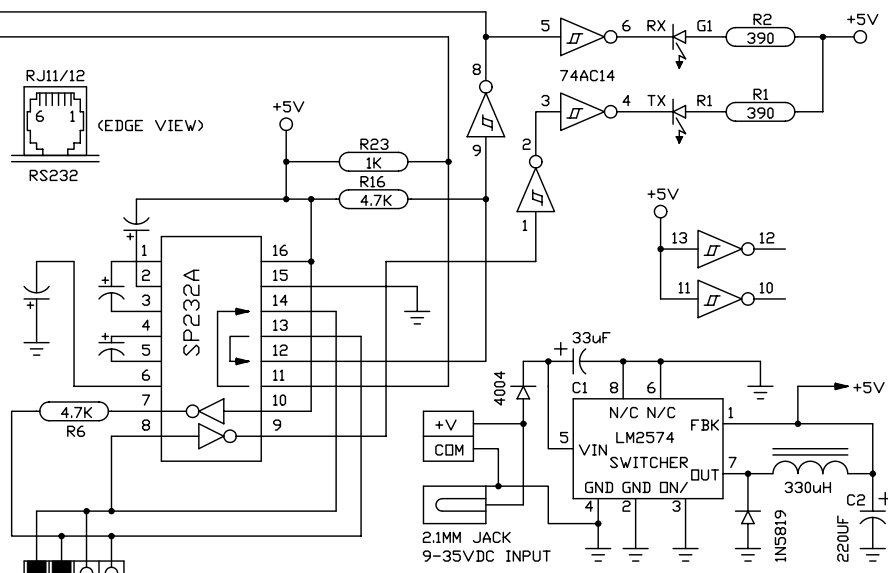 5
6
RX
G1
R2
390
+5V
74AC14
RJ11/12
6
1
(EDGE VIEW)
RS232
8
9
3
4
TX
R1
R1
390
2
1
+5V
R23
1K
R16
4.7K
+5V
13
12
11
10
SP232A
+
+
+
+
1
2
3
4
5
6
7
8
16
15
14
13
12
11
10
9
4.7K
R6
+
33uF
C1
4004
8
6
N/C N/C
LM2574
SWITCHER
5
VIN
FBK
1
OUT
7
GND GND ON/
4
2
3
+5V
330uH
C2
+
220UF
1N5819
+V
COM
2.1MM JACK
9-35VDC INPUT